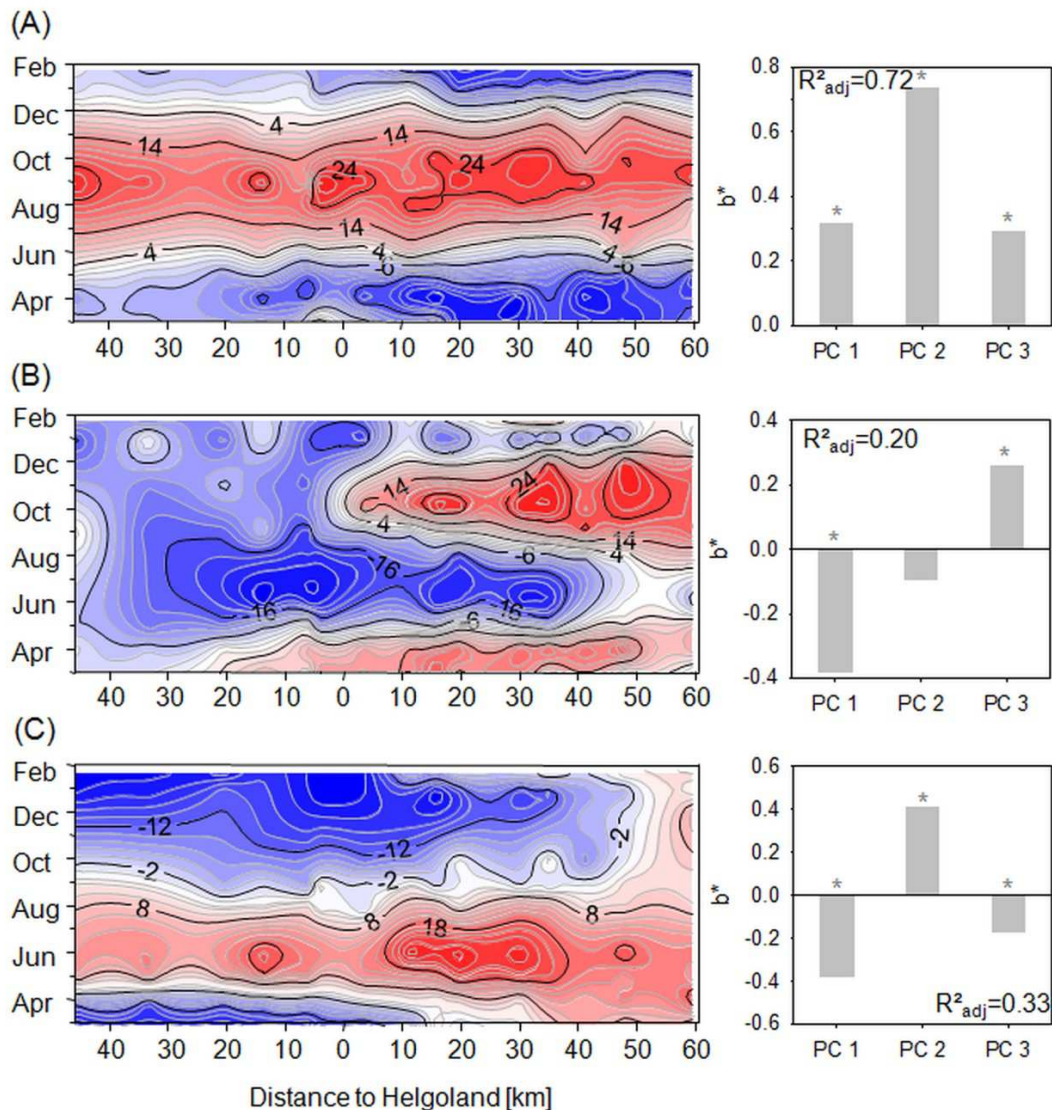 (A)
Feb
Dec
Oct
Aug
Jun
Apr
4
14
14
24
24
14
14
4
4
4
-6
-6
40 30 20 10 0 10 20 30 40 50 60
R²adj=0.72
b*
0.8
0.6
0.4
0.2
0.0
* * *
PC 1 PC 2 PC 3
(B)
Feb
Dec
Oct
Aug
Jun
Apr
14
24
4
14
-6
4
-16
-16
-16
-6
40 30 20 10 0 10 20 30 40 50 60
R²adj=0.20
b*
0.4
0.2
0.0
-0.2
-0.4
* *
PC 1 PC 2 PC 3
(C)
Feb
Dec
Oct
Aug
Jun
Apr
-12
-12
-2
-2
-2
8
8
8
18
40 30 20 10 0 10 20 30 40 50 60
Distance to Helgoland [km]
b*
0.6
0.4
0.2
0.0
-0.2
-0.4
-0.6
* * *
R²adj=0.33
PC 1 PC 2 PC 3